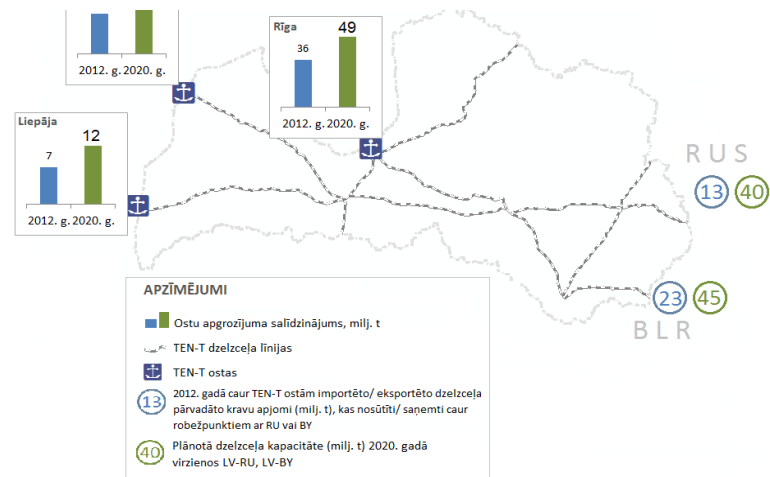 2012. g. 2020. g.
Rīga
36
49
2012. g. 2020. g.
Liepāja
7
12
2012. g. 2020. g.
RUS
13 40
23 45
BLR
APZĪMĒJUMI
Ostu apgrozījuma salīdzinājums, milj. t
TEN-T dzelzceļa līnijas
TEN-T ostas
13
2012. gadā caur TEN-T ostām importēto/ eksportēto dzelzceļa
pārvadāto kravu apjomi (milj. t), kas nosūtīti/ saņemti caur
robežpunktiem ar RU vai BY
40
Plānotā dzelzceļa kapacitāte (milj. t) 2020. gadā
virzienos LV-RU, LV-BY